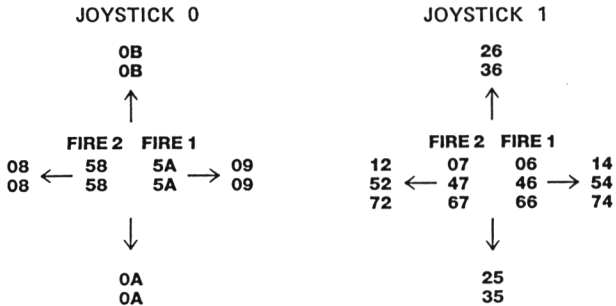 JOYSTICK 0
0B
0B
FIRE 2 FIRE 1
08 58 5A 09
08 58 5A 09
0A
0A
JOYSTICK 1
26
36
FIRE 2 FIRE 1
12 07 06 14
52 47 46 54
72 67 66 74
25
35